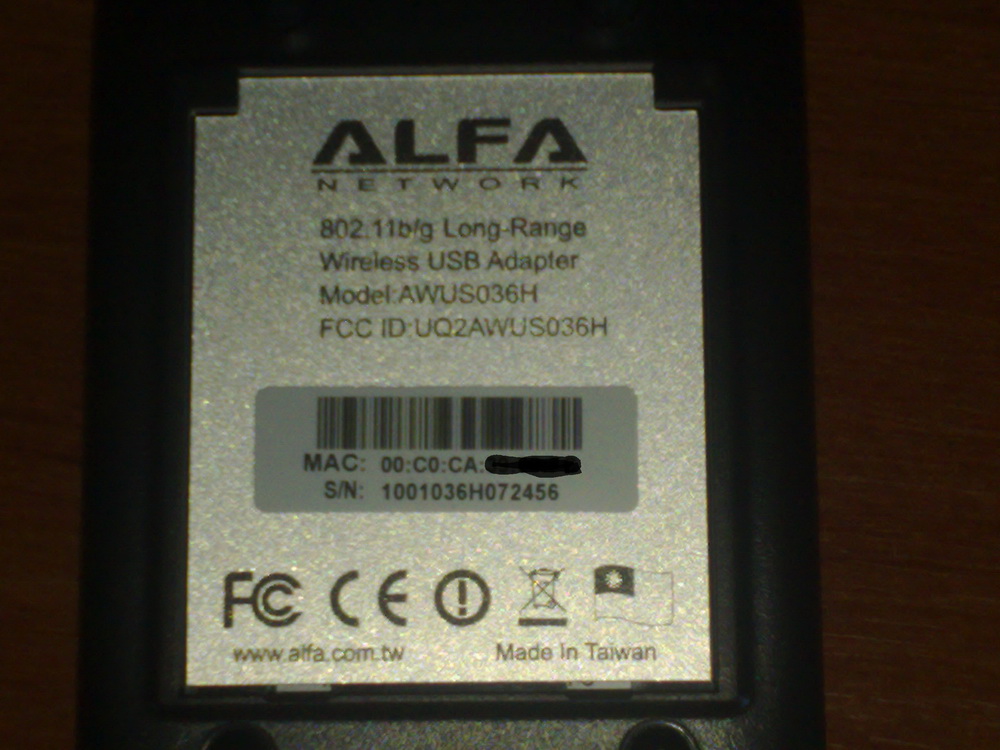 ALFA
NETWORK
802.11b/g Long-Range
Wireless USB Adapter
Model:AWUS036H
FCC ID:UQ2AWUS036H
MAC: 00:C0:CA:
S/N: 1001036H072456
FC CE
www.alfa.com.tw
Made In Taiwan